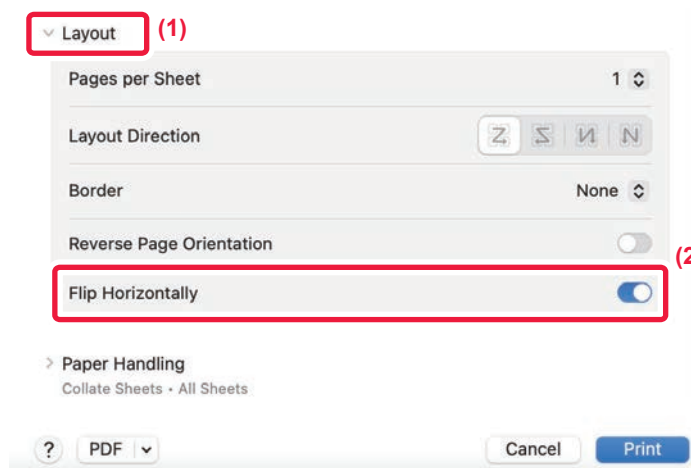 Layout (1)
Pages per Sheet 1
Layout Direction
Border None
Reverse Page Orientation
(2
Flip Horizontally
Paper Handling
Collate Sheets • All Sheets
? PDF Cancel Print